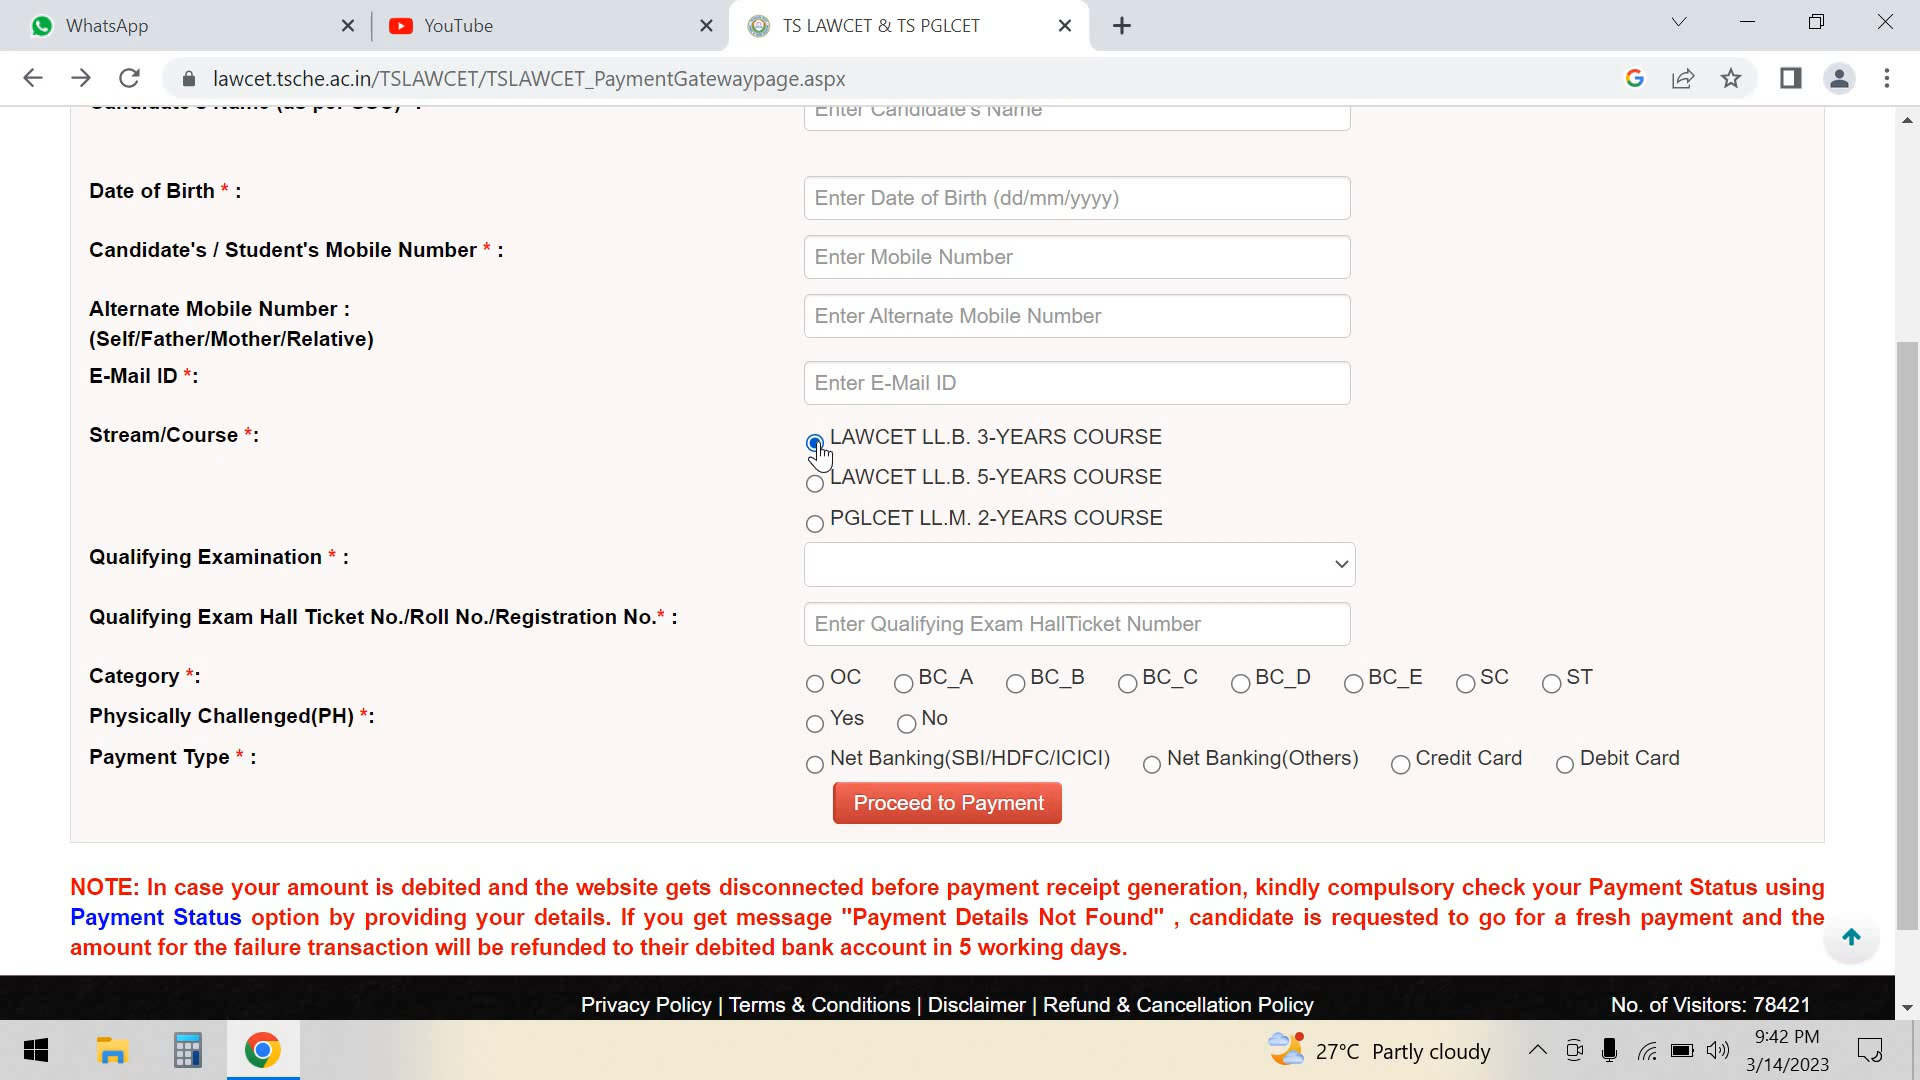 WhatsApp
YouTube
TS LAWCET & TS PGLCET
lawcet.tsche.ac.in/TSLAWCET/TSLAWCET_PaymentGatewaypage.aspx
Candidate's Name (as per SSC) * :
Enter Candidate's Name
Date of Birth * :
Enter Date of Birth (dd/mm/yyyy)
Candidate's / Student's Mobile Number * :
Enter Mobile Number
Alternate Mobile Number :
(Self/Father/Mother/Relative)
Enter Alternate Mobile Number
E-Mail ID *:
Enter E-Mail ID
Stream/Course *:
LAWCET LL.B. 3-YEARS COURSE
LAWCET LL.B. 5-YEARS COURSE
PGLCET LL.M. 2-YEARS COURSE
Qualifying Examination * :
Qualifying Exam Hall Ticket No./Roll No./Registration No.* :
Enter Qualifying Exam HallTicket Number
Category *:
OC BC_A BC_B BC_C BC_D BC_E SC ST
Physically Challenged(PH) *:
Yes No
Payment Type * :
Net Banking(SBI/HDFC/ICICI) Net Banking(Others) Credit Card Debit Card
Proceed to Payment
NOTE: In case your amount is debited and the website gets disconnected before payment receipt generation, kindly compulsory check your Payment Status using
Payment Status option by providing your details. If you get message "Payment Details Not Found" , candidate is requested to go for a fresh payment and the
amount for the failure transaction will be refunded to their debited bank account in 5 working days.
Privacy Policy | Terms & Conditions | Disclaimer | Refund & Cancellation Policy
No. of Visitors: 78421
27°C Partly cloudy
9:42 PM
3/14/2023